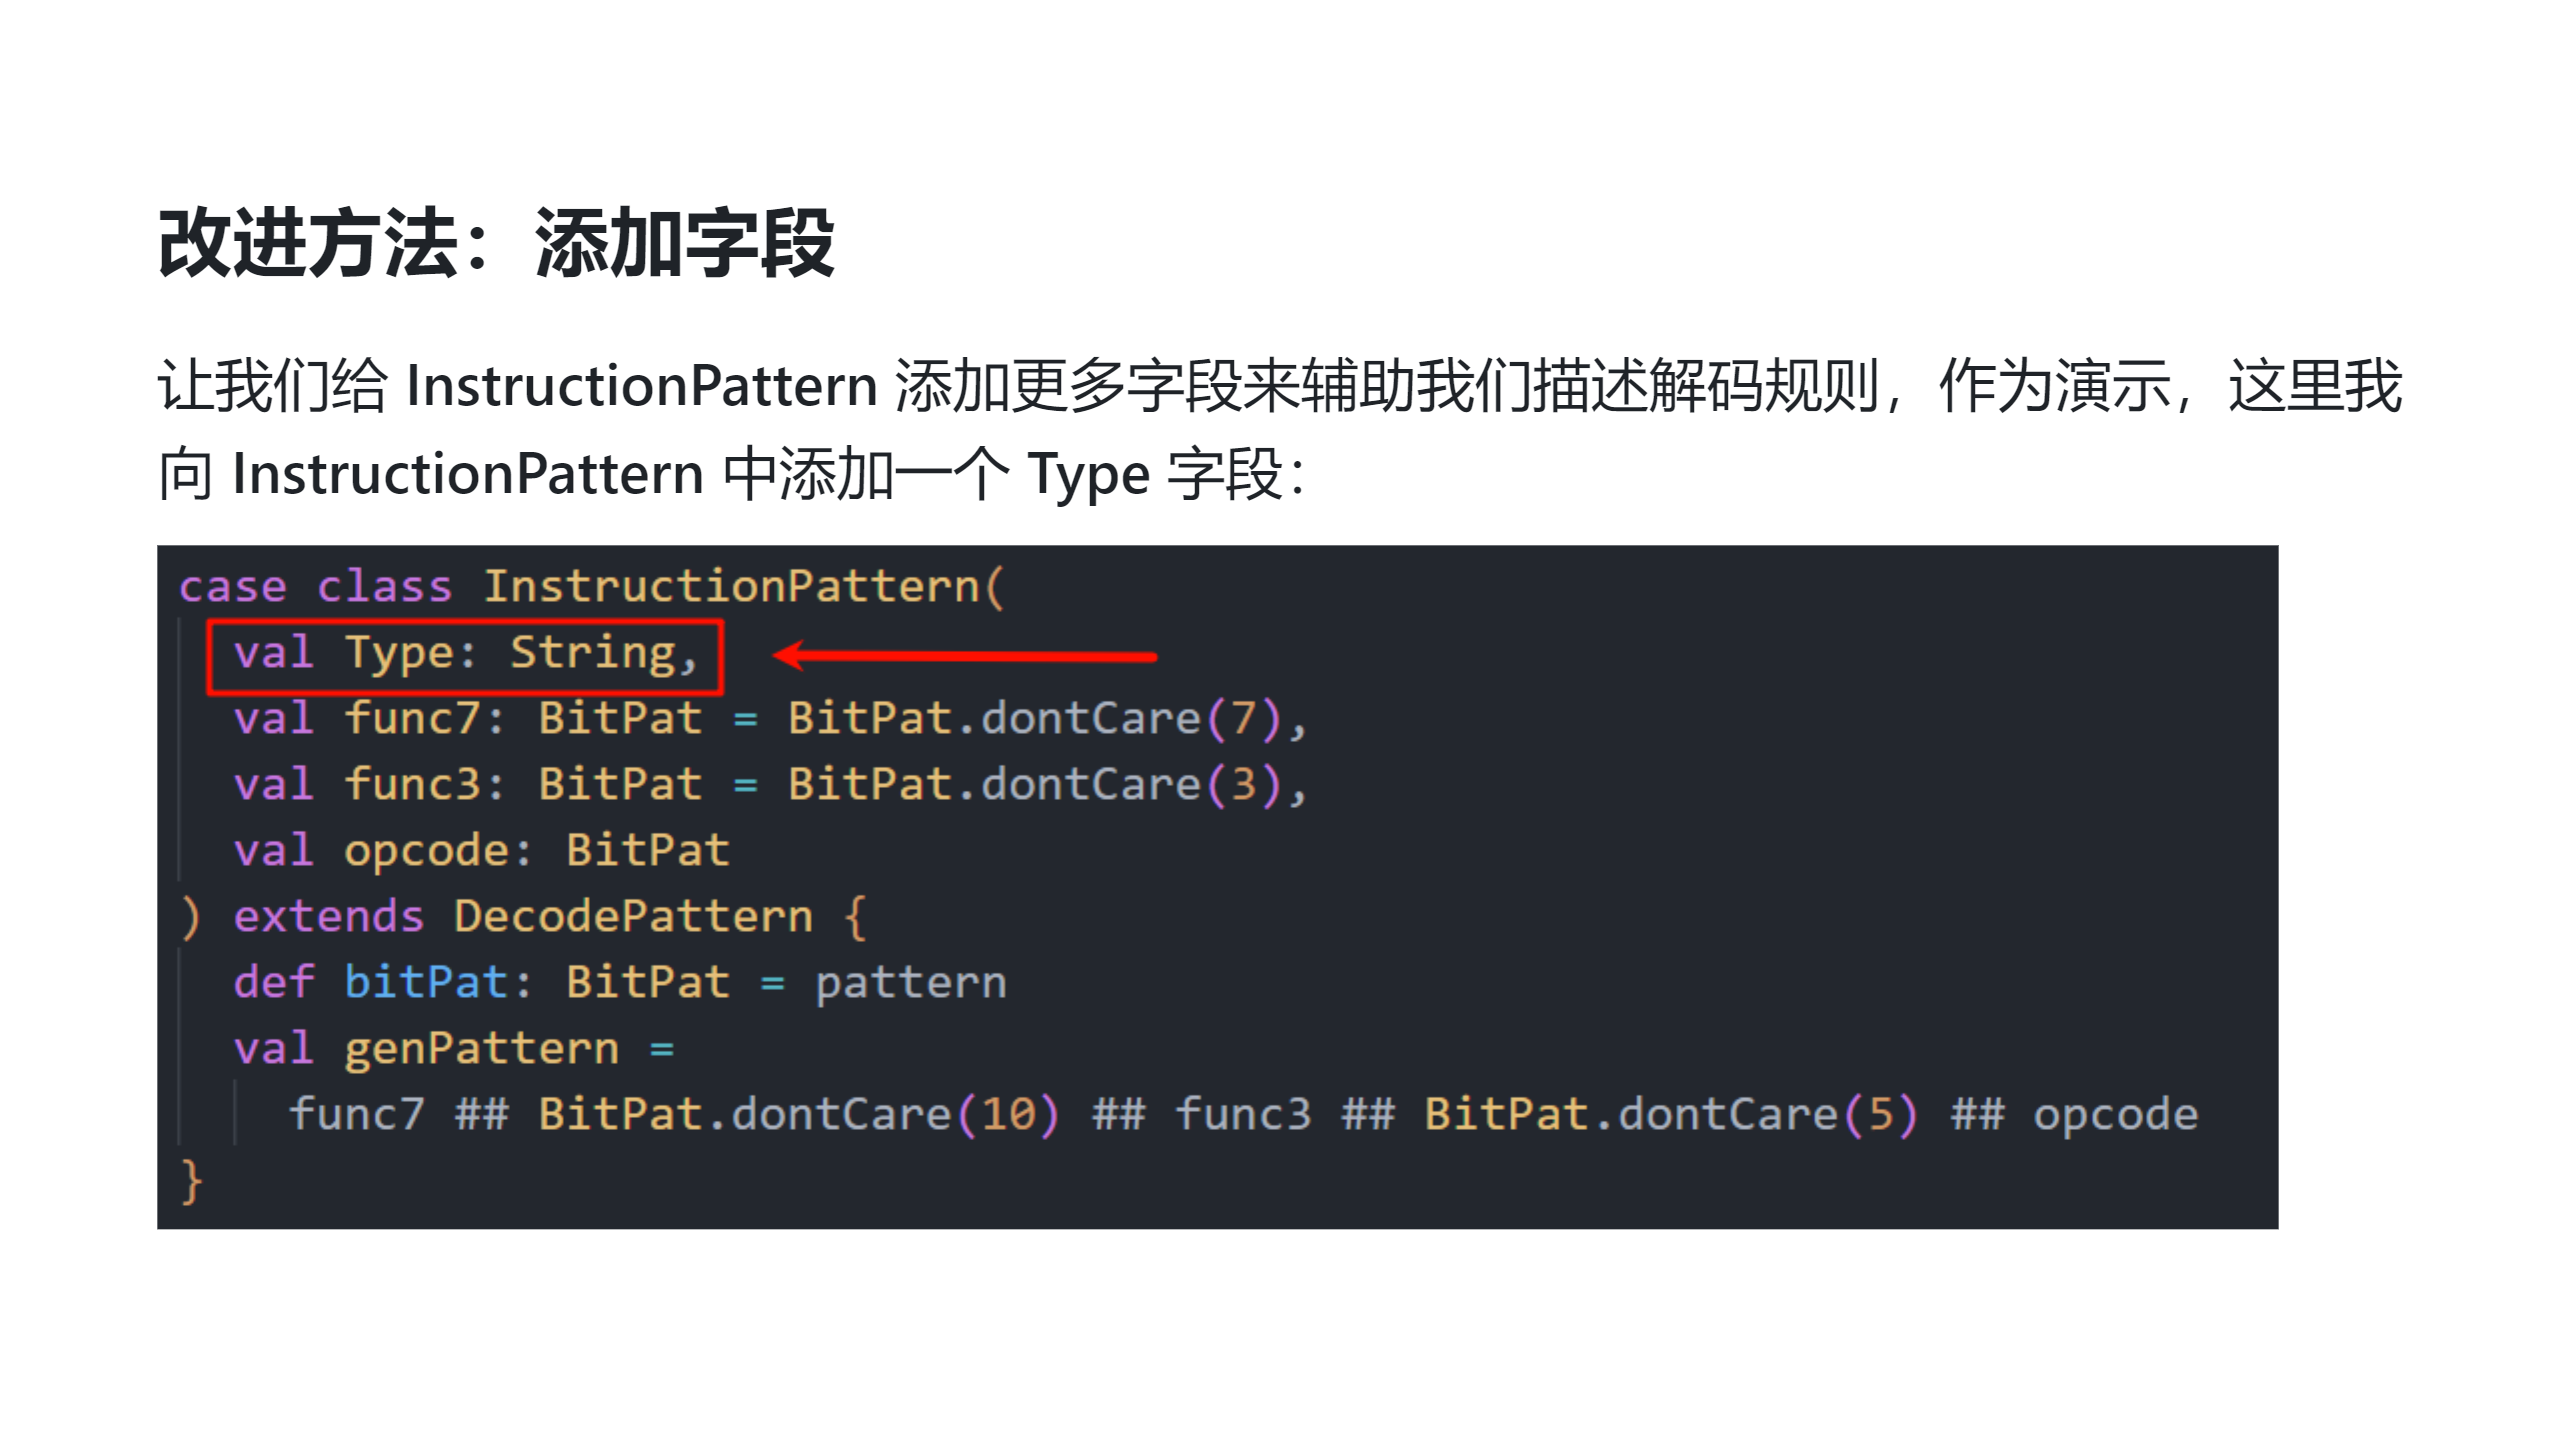 改进方法：添加字段
让我们给 InstructionPattern 添加更多字段来辅助我们描述解码规则，作为演示，这里我
向 InstructionPattern 中添加一个 Type 字段：
case class InstructionPattern(
  val Type: String,
  val func7: BitPat = BitPat.dontCare(7),
  val func3: BitPat = BitPat.dontCare(3),
  val opcode: BitPat
) extends DecodePattern {
  def bitPat: BitPat = pattern
  val genPattern =
    func7 ## BitPat.dontCare(10) ## func3 ## BitPat.dontCare(5) ## opcode
}